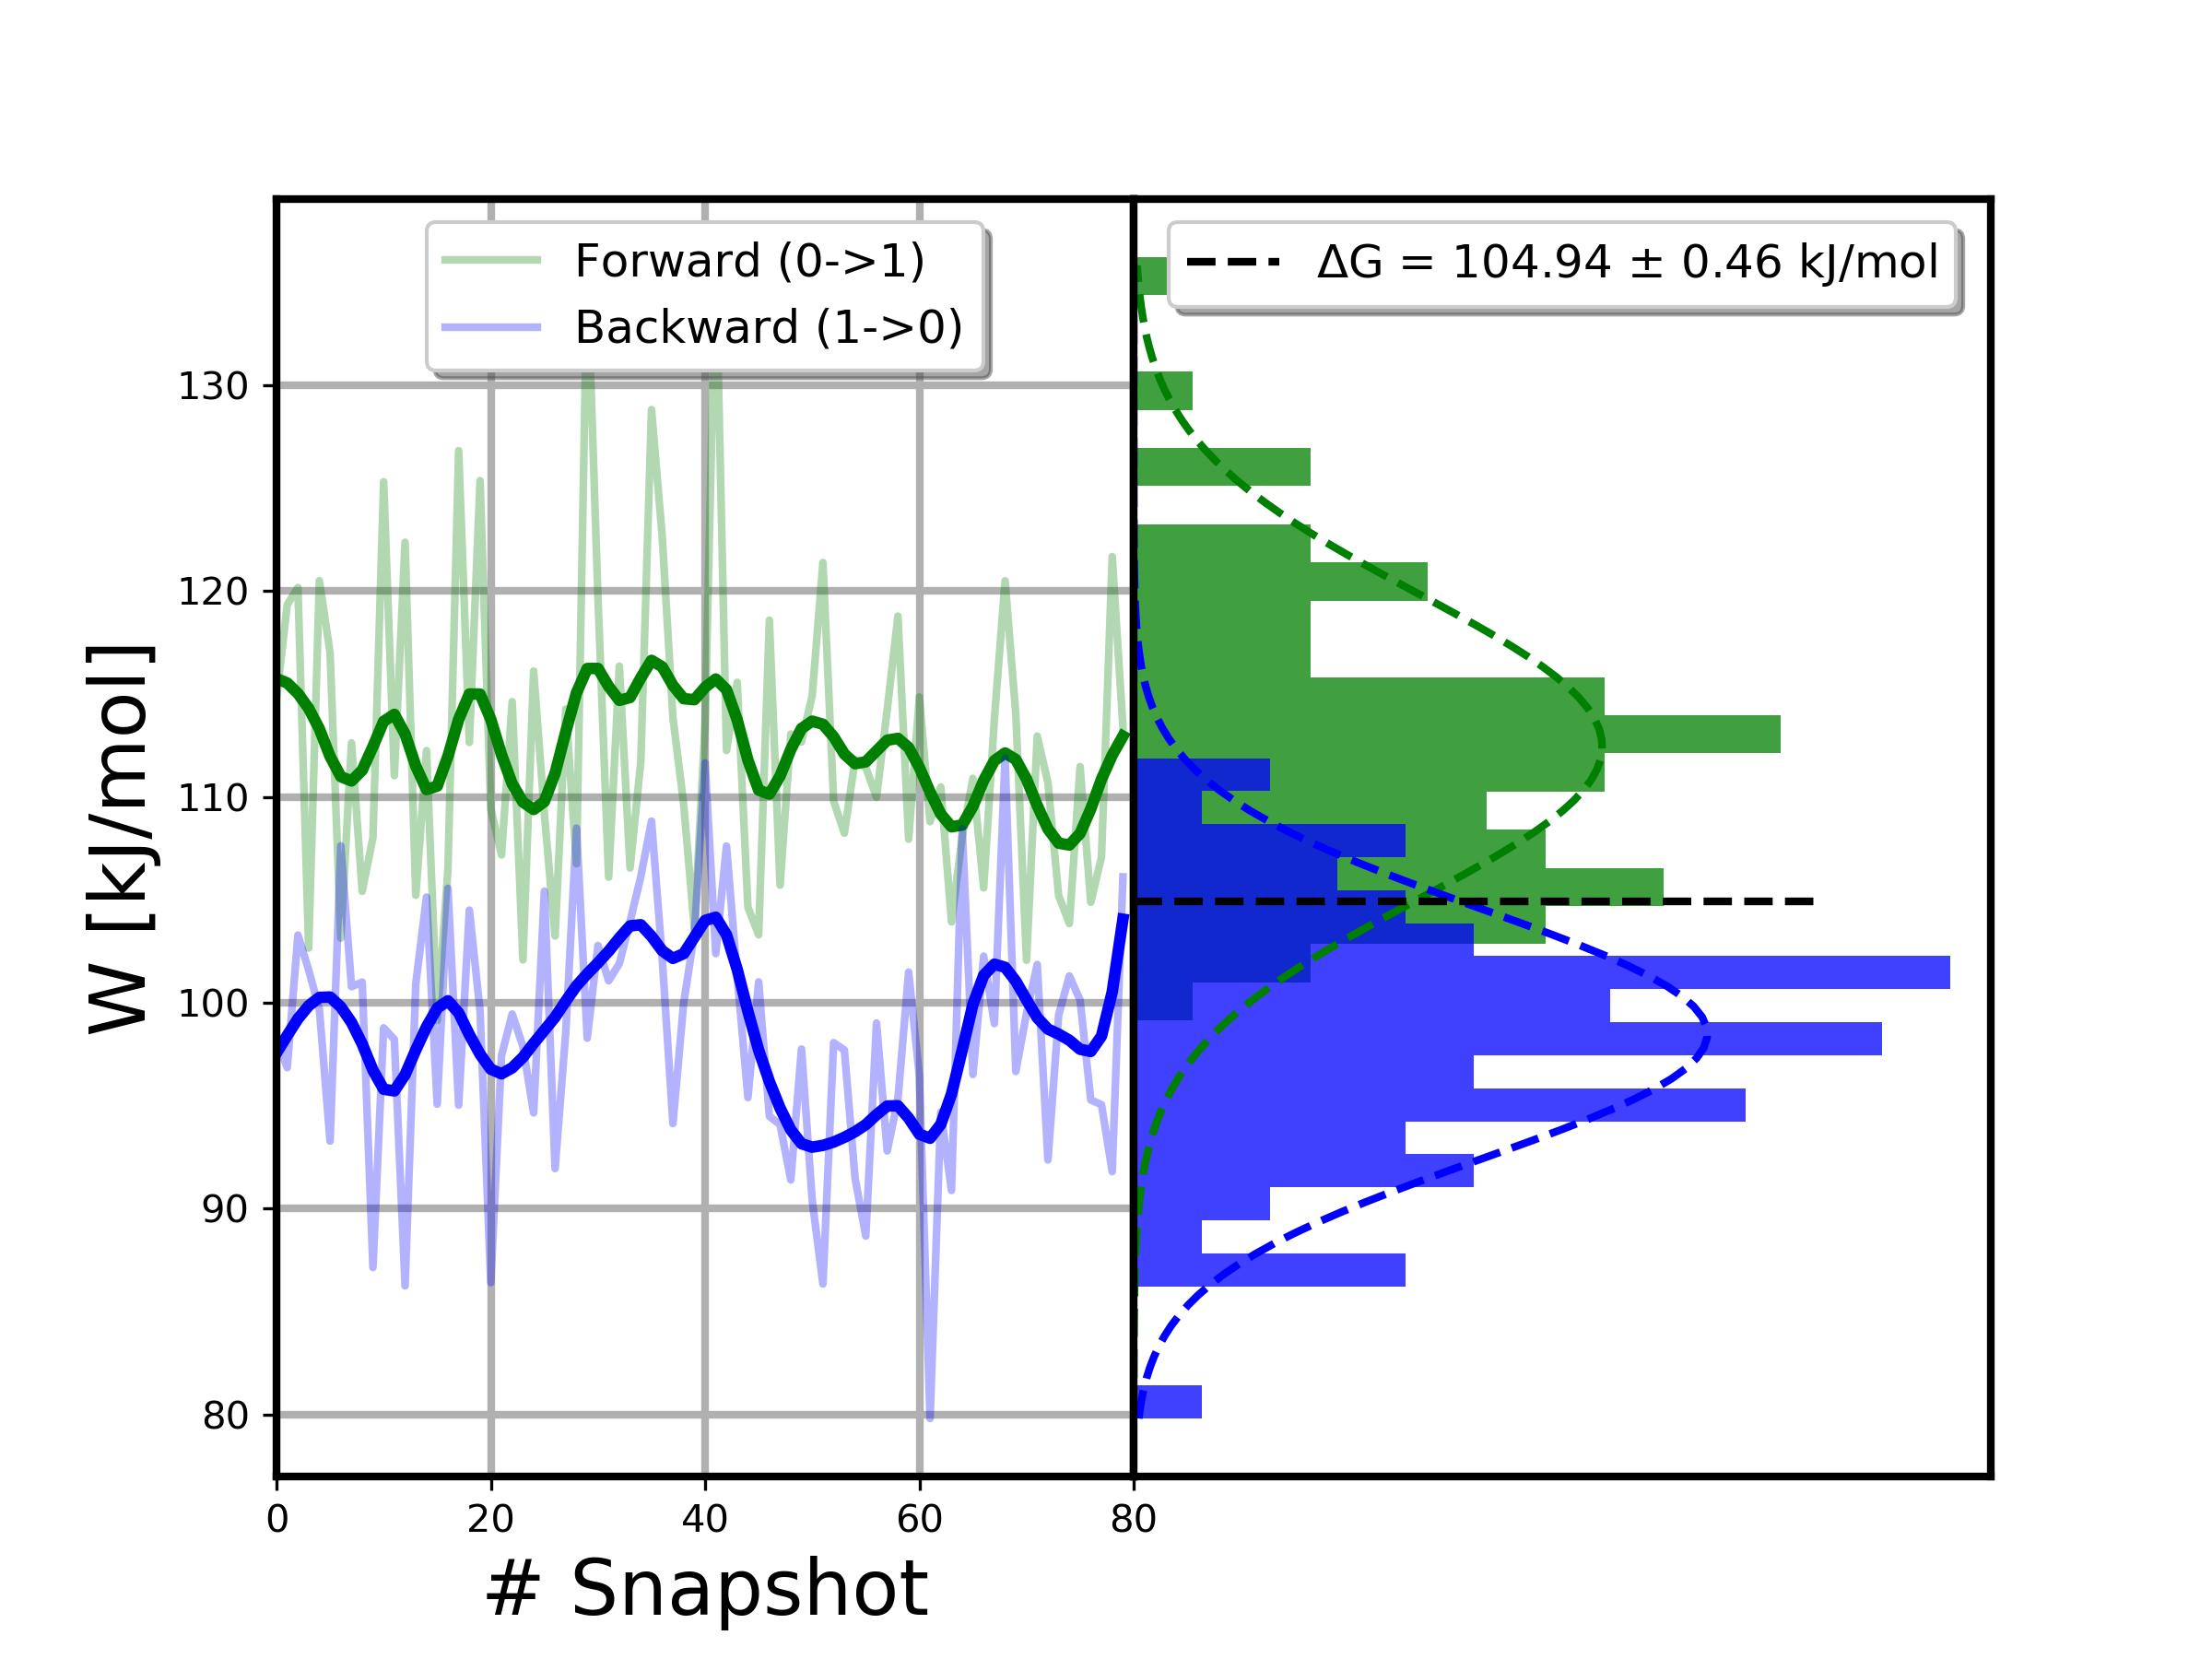 Forward (0->1)
Backward (1->0)
ΔG = 104.94 ± 0.46 kJ/mol
W [kJ/mol]
130
120
110
100
90
80
0 20 40 60 80
# Snapshot